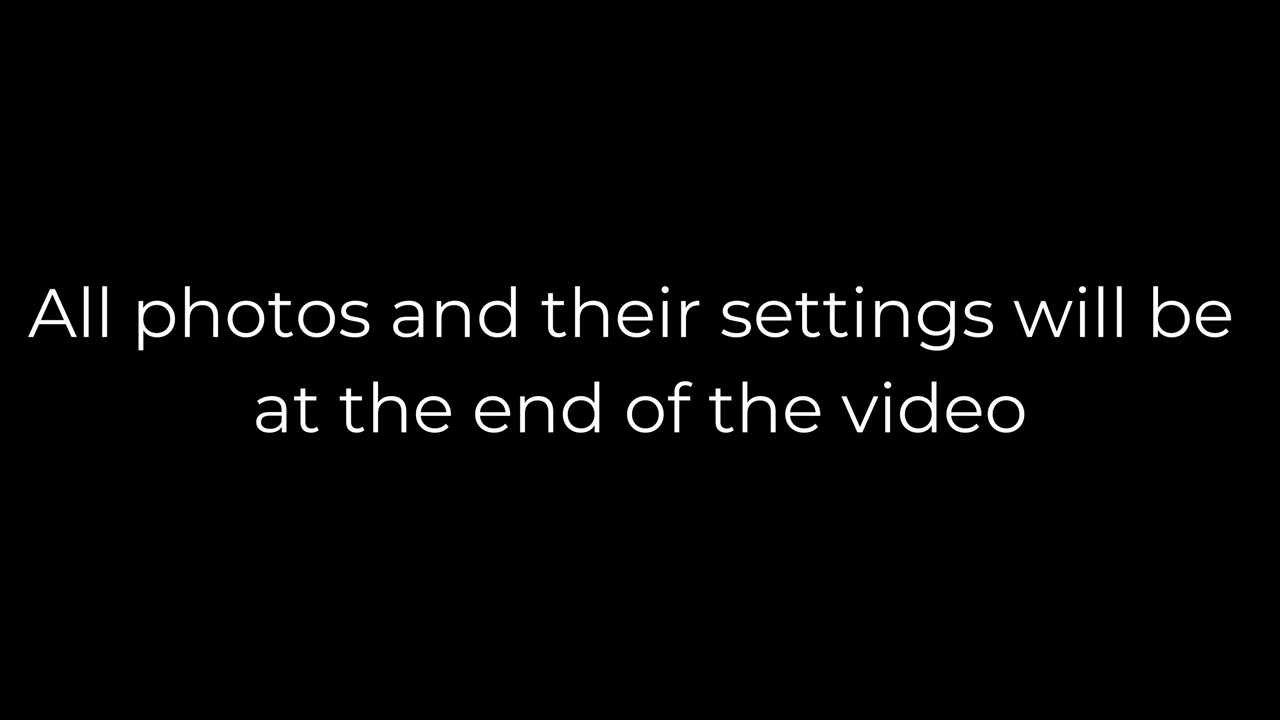 All photos and their settings will be
at the end of the video